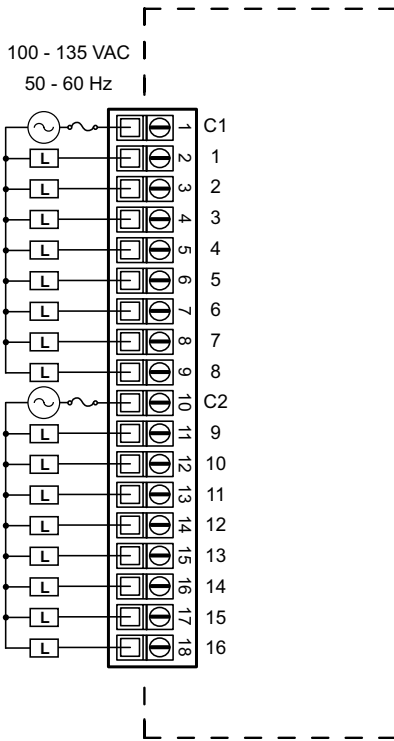 100 - 135 VAC
50 - 60 Hz
1 C1
L 2 1
L 3 2
L 4 3
L 5 4
L 6 5
L 7 6
L 8 7
L 9 8
10 C2
L 11 9
L 12 10
L 13 11
L 14 12
L 15 13
L 16 14
L 17 15
L 18 16